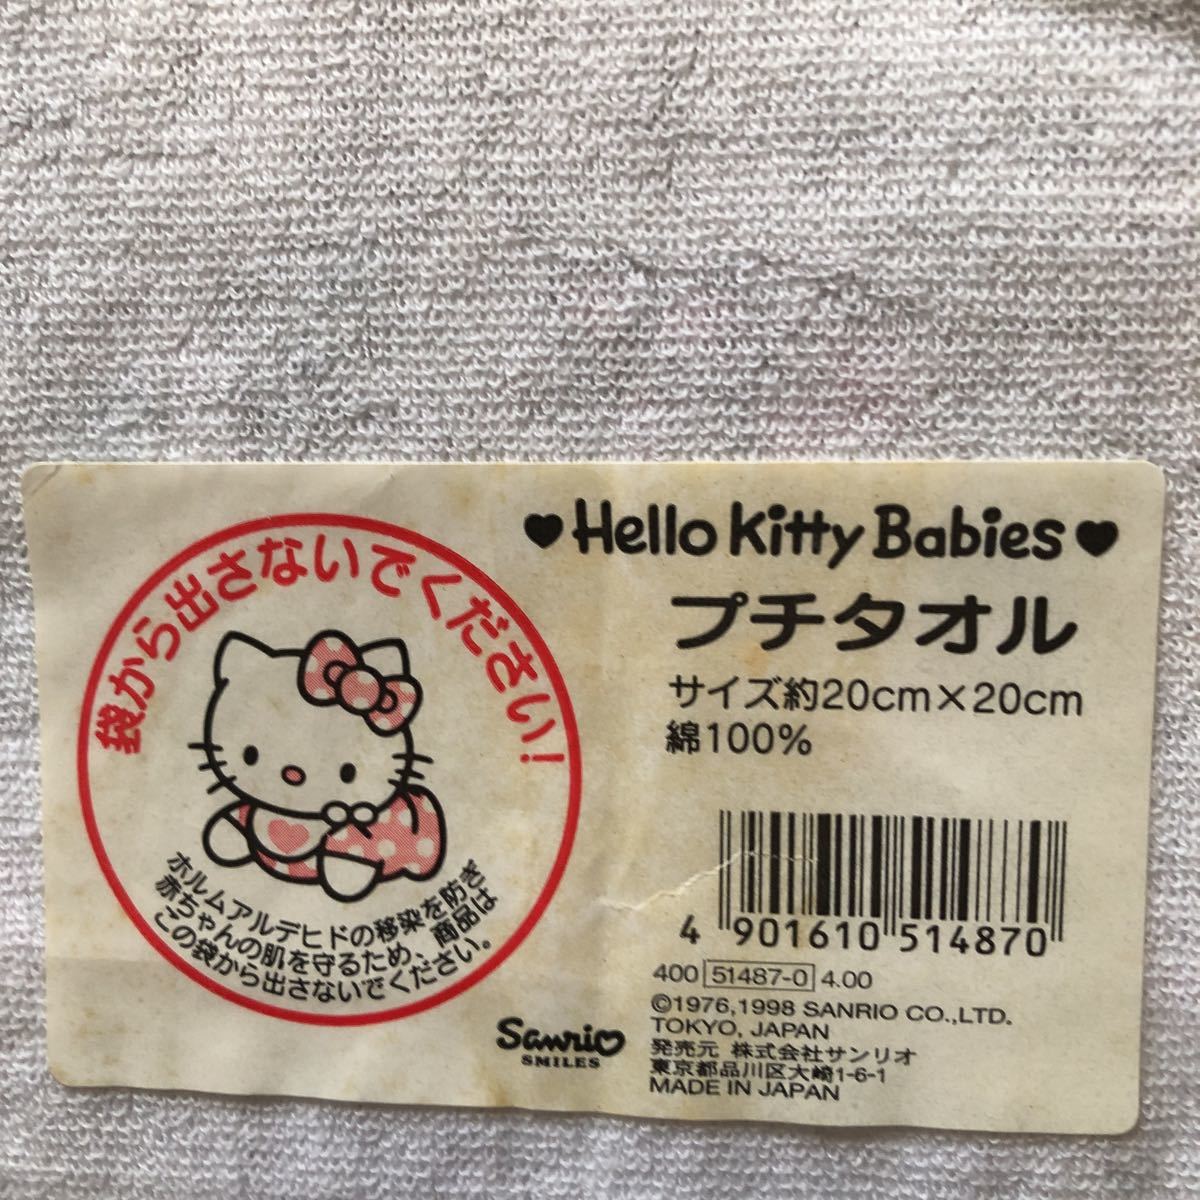 袋から出さないでください!
ホルムアルデヒドの移染を防ぎ
赤ちゃんの肌を守るため、商品は
この袋から出さないでください。
♥Hello Kitty Babies♥
プチタオル
サイズ約20cm×20cm
綿100%
4 901610 514870
400 51487-0 4.00
©1976,1998 SANRIO CO.,LTD.
TOKYO, JAPAN
発売元 株式会社サンリオ
東京都品川区大崎1-6-1
MADE IN JAPAN
Sanrio
SMILES